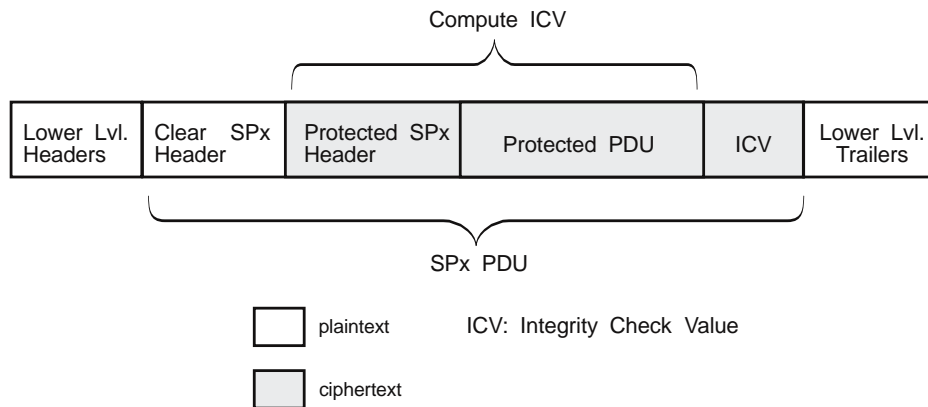 Compute ICV
Lower Lvl.
Headers
Clear SPx
Header
Protected SPx
Header
Protected PDU
ICV
Lower Lvl.
Trailers
SPx PDU
plaintext
ICV: Integrity Check Value
ciphertext